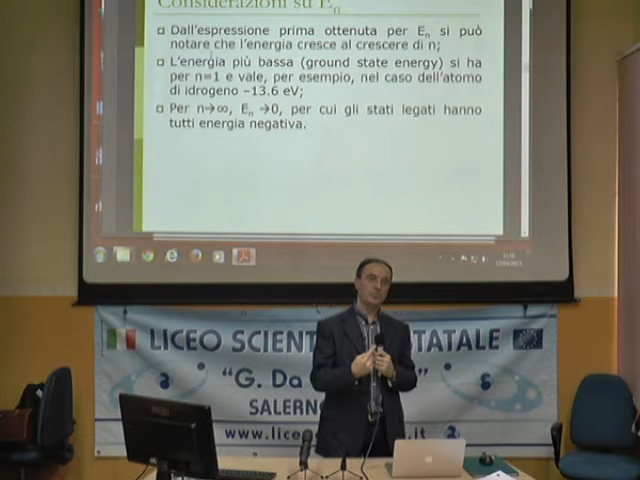 Considerazioni su En
Dall'espressione prima ottenuta per En si può
notare che l'energia cresce al crescere di n;
L'energia più bassa (ground state energy) si ha
per n=1 e vale, per esempio, nel caso dell'atomo
di idrogeno –13.6 eV;
Per n→∞, En →0, per cui gli stati legati hanno
tutti energia negativa.
LICEO SCIENT TATALE
"G. Da
SALERN
www.lice .it